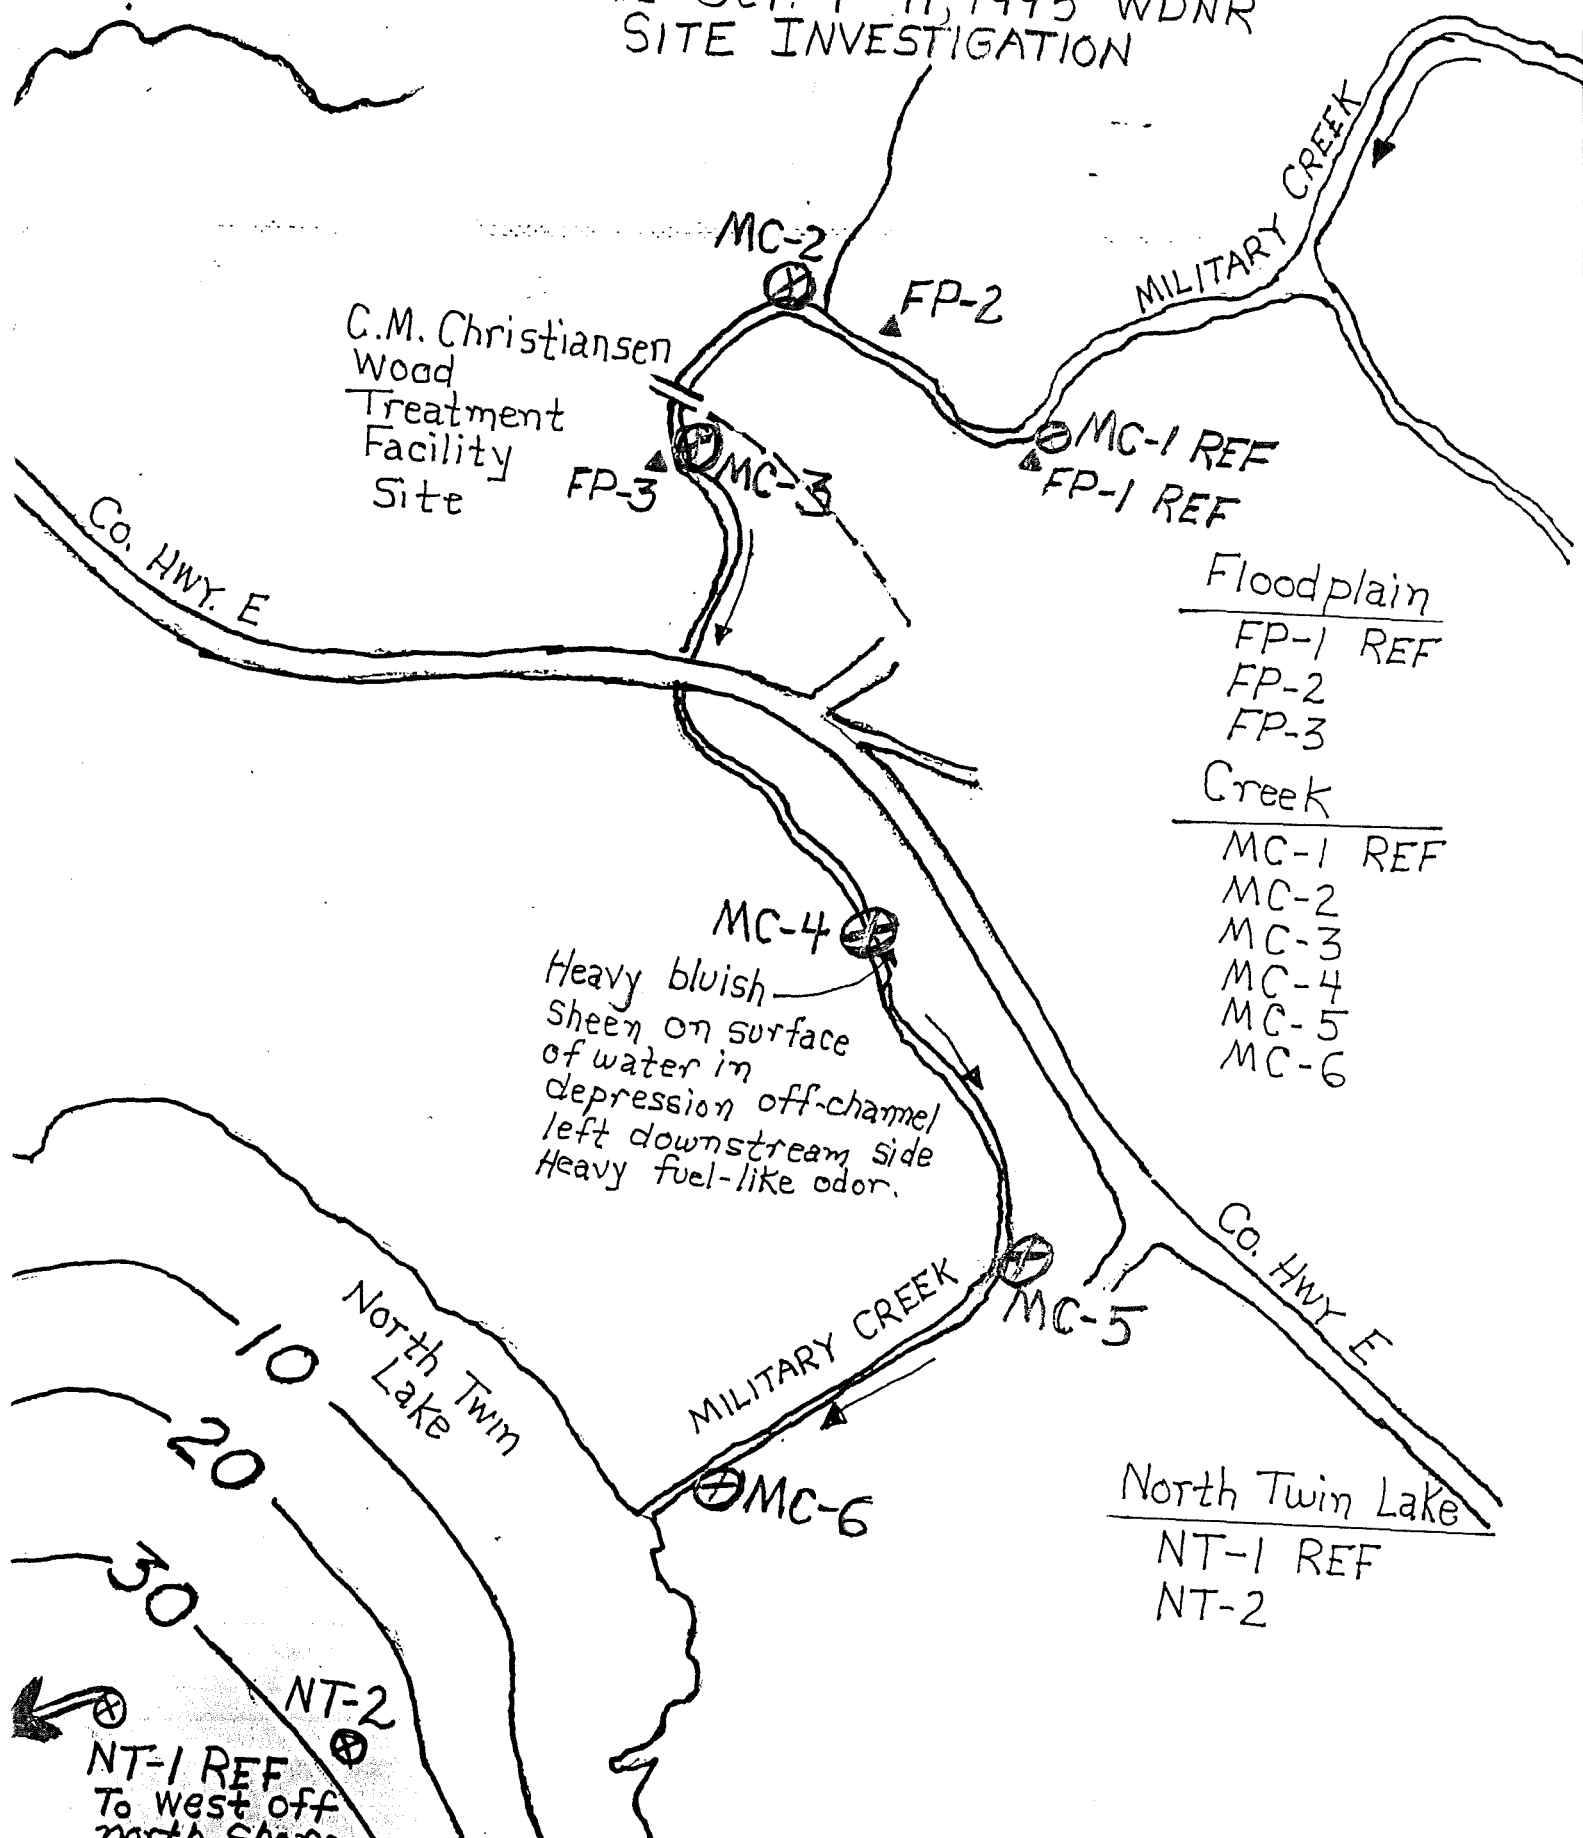 1995 WDNR
SITE INVESTIGATION
MILITARY CREEK
MC-2
FP-2
C.M. Christiansen
Wood
Treatment
Facility
Site
MC-1 REF
FP-1 REF
MC-3
FP-3
Co. HWY. E
Floodplain
FP-1 REF
FP-2
FP-3
Creek
MC-1 REF
MC-2
MC-3
MC-4
MC-5
MC-6
MC-4
Heavy bluish
sheen on surface
of water in
depression off-channel
left downstream side
Heavy fuel-like odor.
Co. HWY E
MC-5
MILITARY CREEK
North Twin
Lake
10
20
30
MC-6
North Twin Lake
NT-1 REF
NT-2
NT-2
NT-1 REF
To west off
north shore